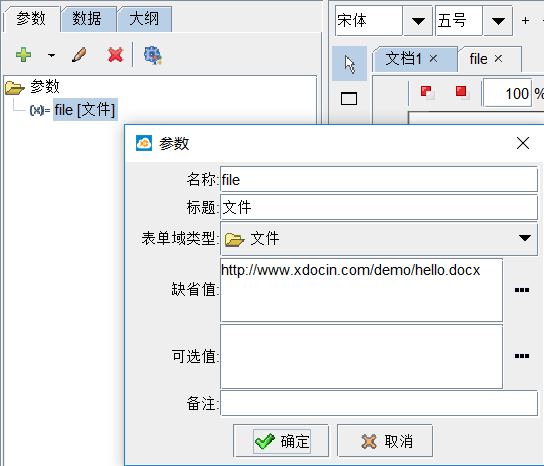 参数 数据 大纲
宋体 五号 +
文档1 × file ×
100 %
参数
(x)= file [文件]
参数
名称: file
标题: 文件
表单域类型: 文件
缺省值: http://www.xdocin.com/demo/hello.docx
可选值:
备注:
确定 取消